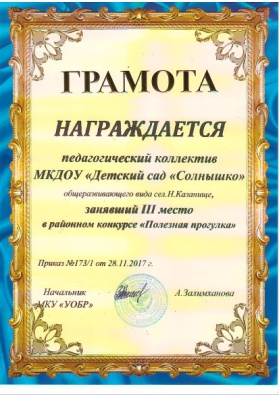 ГРАМОТА
НАГРАЖДАЕТСЯ
педагогический коллектив
МКДОУ «Детский сад «Солнышко»
общеразвивающего вида сел.Н.Казанище,
занявший III место
в районном конкурсе «Полезная прогулка»
Приказ №173/1 от 28.11.2017 г.
Начальник А.Залимханова
МКУ «УОБР»